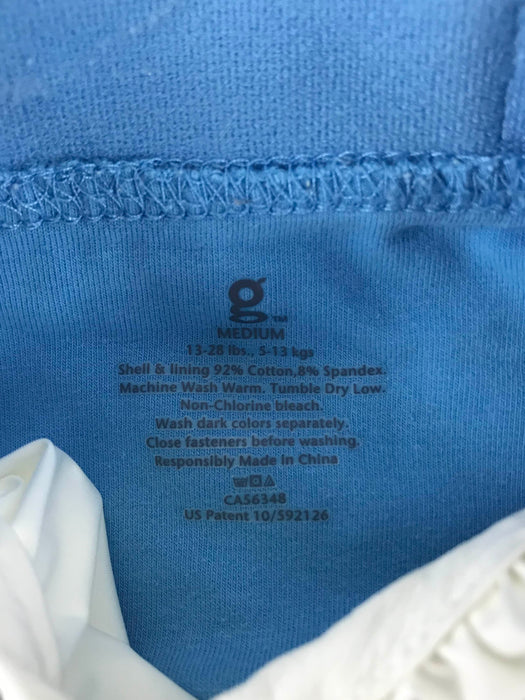 g™
MEDIUM
13-28 lbs., 5-13 kgs
Shell & lining 92% Cotton,8% Spandex.
Machine Wash Warm. Tumble Dry Low.
Non-Chlorine bleach.
Wash dark colors separately.
Close fasteners before washing.
Responsibly Made in China
CA56348
US Patent 10/592126